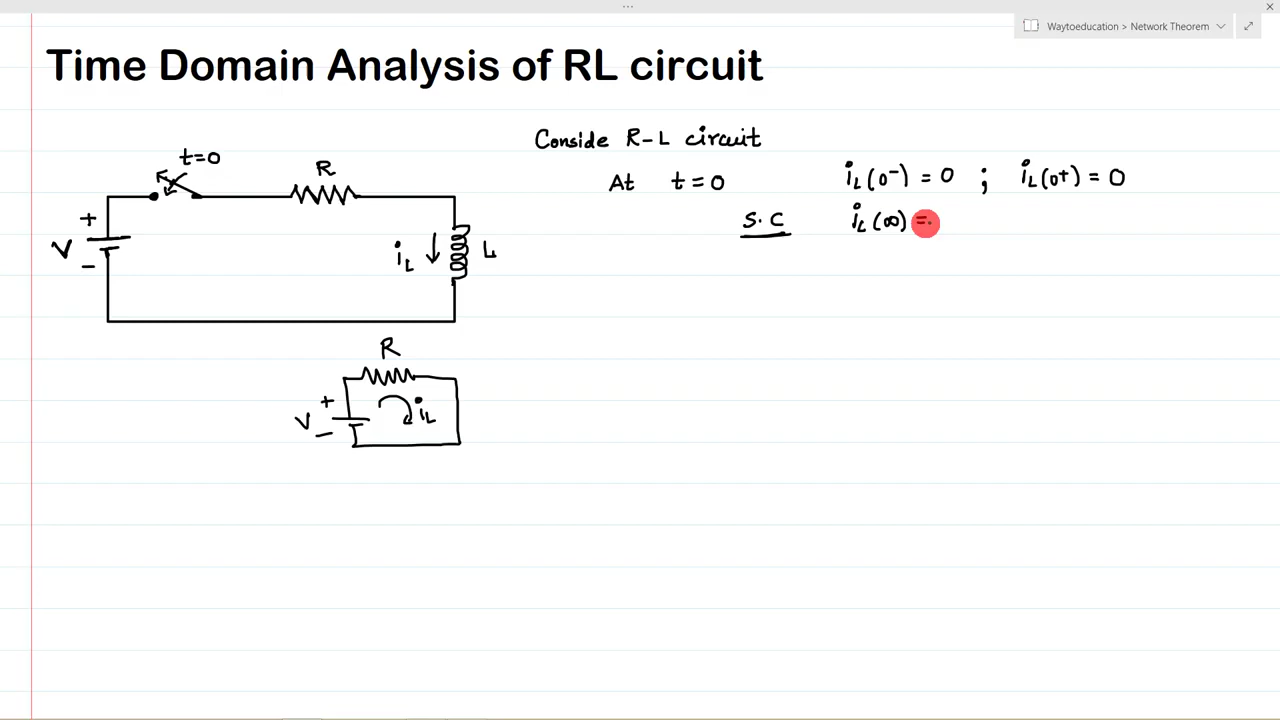 Waytoeducation > Network Theorem
Time Domain Analysis of RL circuit
Conside R-L circuit
At t=0 iL(0-) = 0 ; iL(0+) = 0
S.C iL(∞) =
t=0
R
+
V
-
iL
L
R
+
V
-
iL